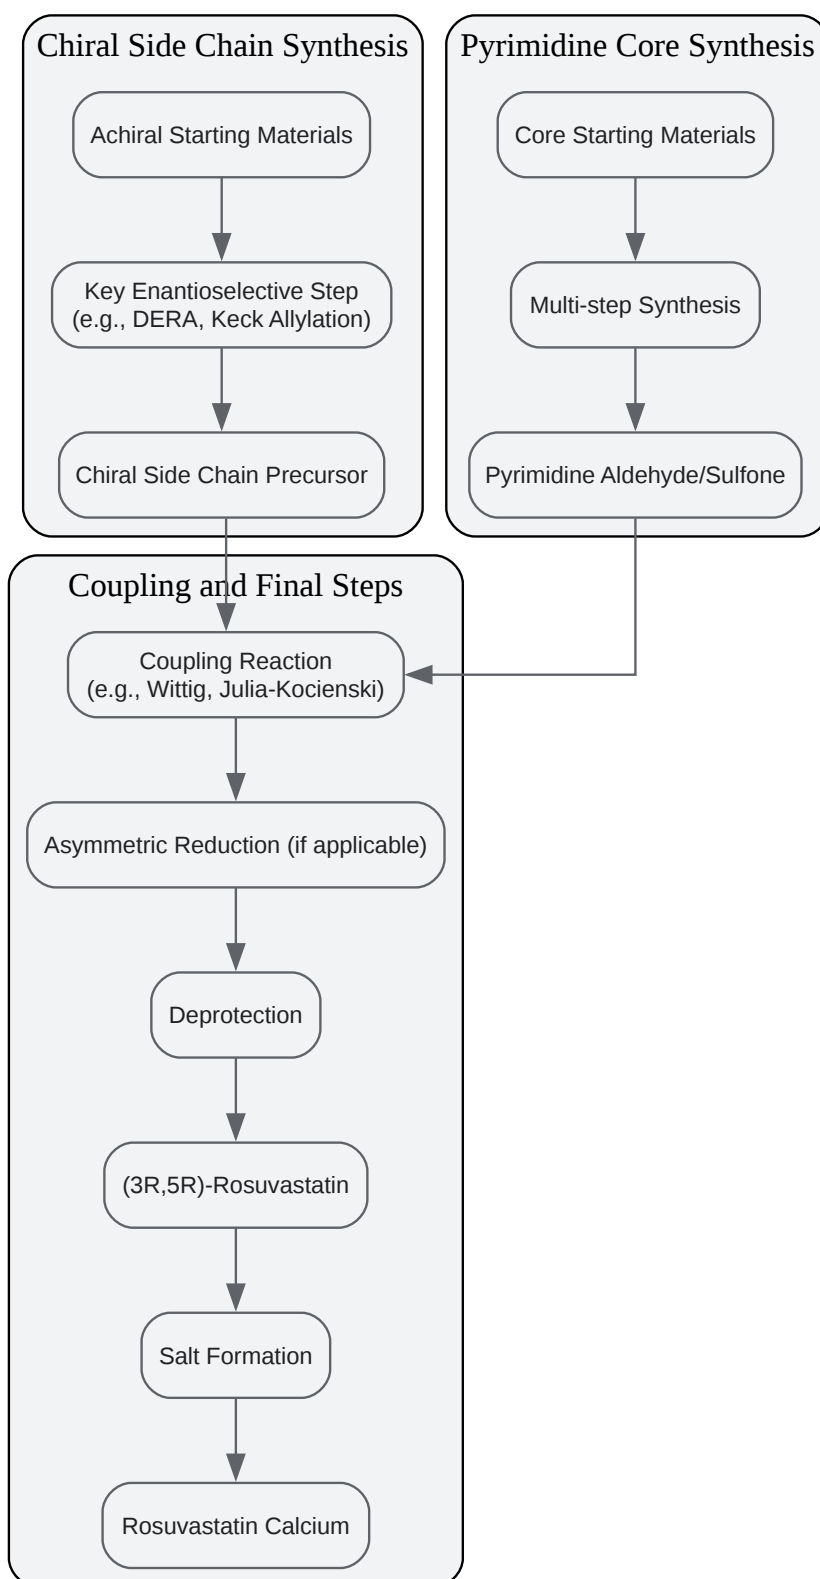 Chiral Side Chain Synthesis
Achiral Starting Materials
Key Enantioselective Step
(e.g., DERA, Keck Allylation)
Chiral Side Chain Precursor
Pyrimidine Core Synthesis
Core Starting Materials
Multi-step Synthesis
Pyrimidine Aldehyde/Sulfone
Coupling and Final Steps
Coupling Reaction
(e.g., Wittig, Julia-Kocienski)
Asymmetric Reduction (if applicable)
Deprotection
(3R,5R)-Rosuvastatin
Salt Formation
Rosuvastatin Calcium